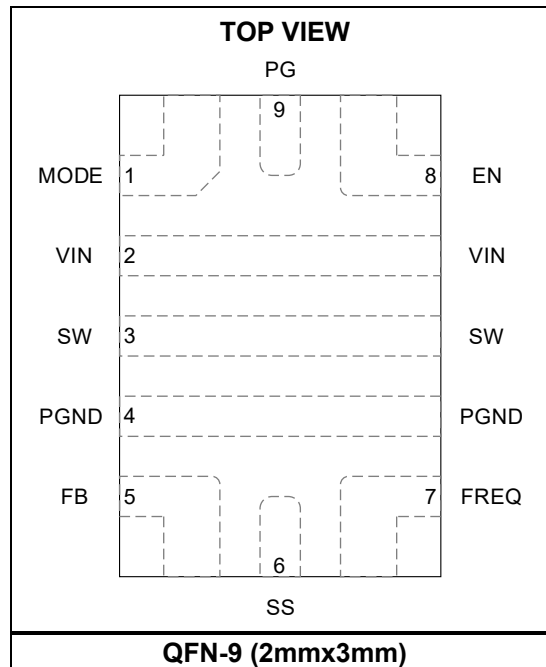 TOP VIEW
PG
9
MODE 1 8 EN
VIN 2 VIN
SW 3 SW
PGND 4 PGND
FB 5 7 FREQ
6
SS
QFN-9 (2mmx3mm)